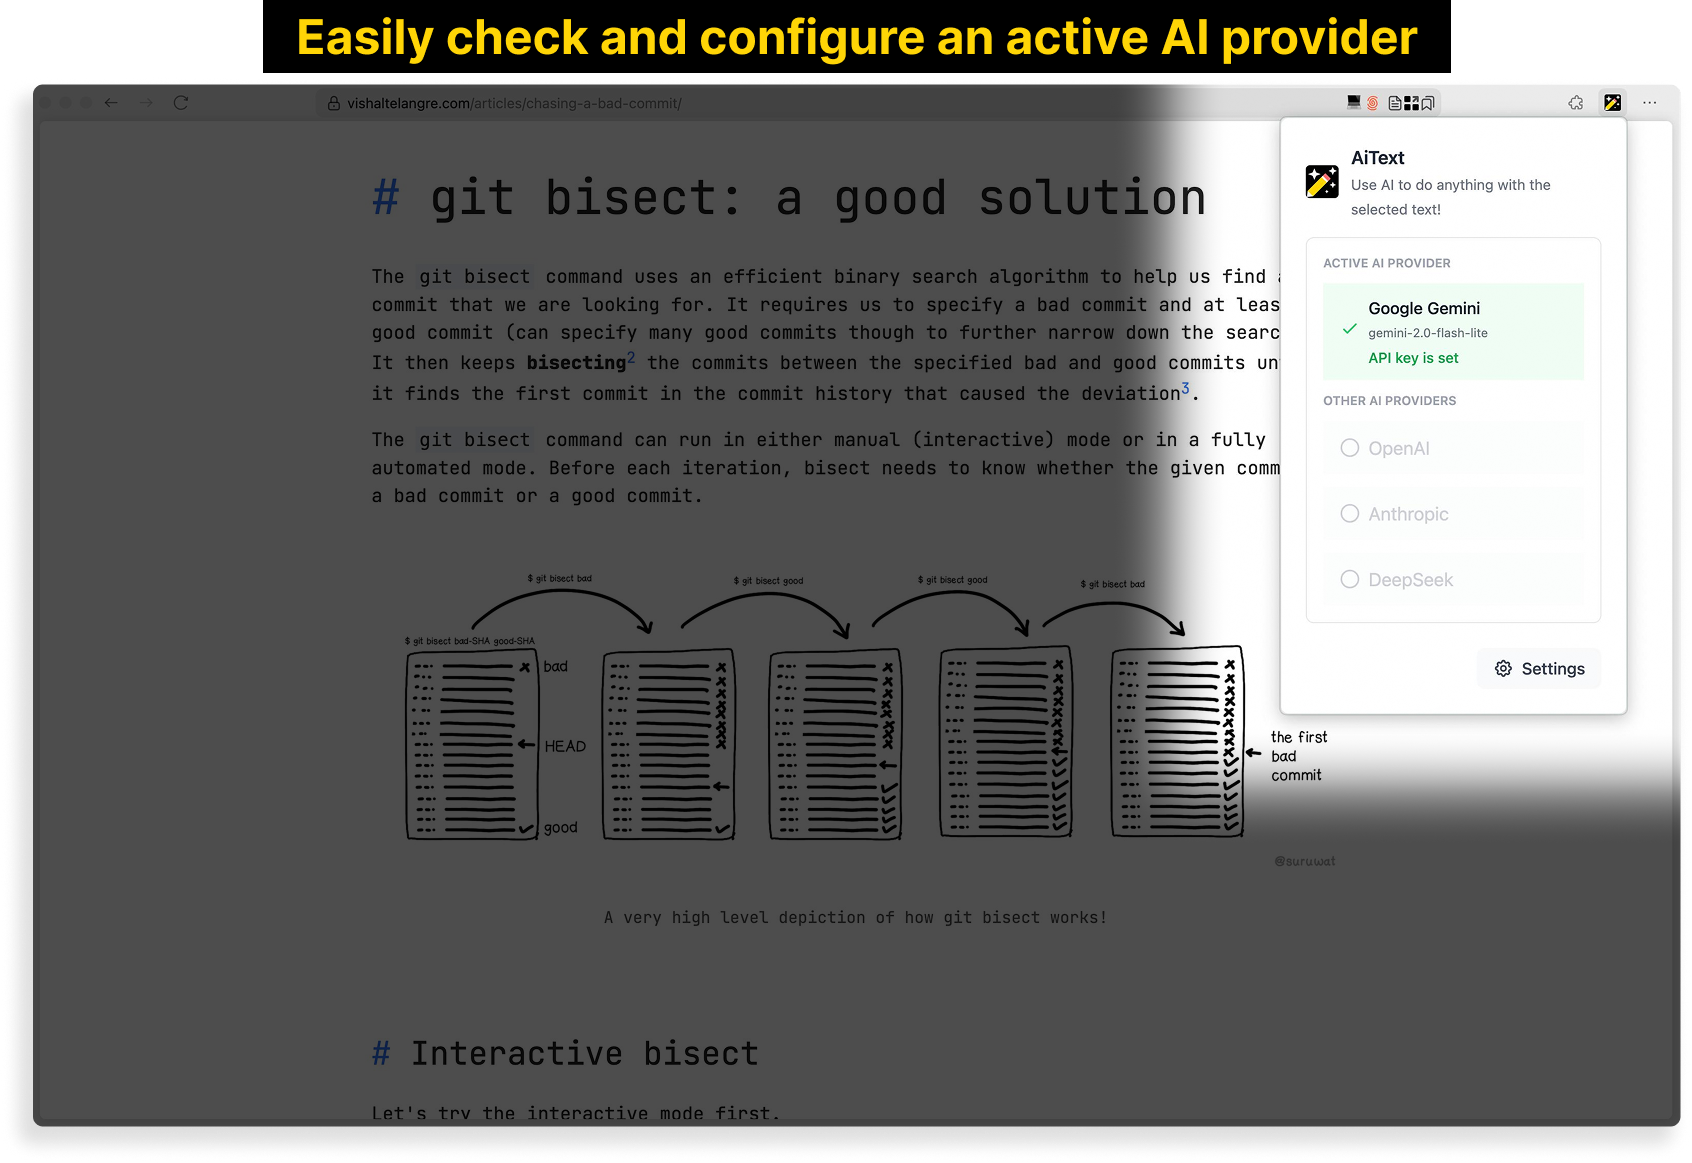 Easily check and configure an active AI provider
vishaltelangre.com/articles/chasing-a-bad-commit/
AiText
Use AI to do anything with the
selected text!
ACTIVE AI PROVIDER
Google Gemini
gemini-2.0-flash-lite
API key is set
OTHER AI PROVIDERS
OpenAI
Anthropic
DeepSeek
Settings
# git bisect: a good solution
The git bisect command uses an efficient binary search algorithm to help us find
commit that we are looking for. It requires us to specify a bad commit and at leas
good commit (can specify many good commits though to further narrow down the searc
It then keeps bisecting2 the commits between the specified bad and good commits un
it finds the first commit in the commit history that caused the deviation3.
The git bisect command can run in either manual (interactive) mode or in a fully
automated mode. Before each iteration, bisect needs to know whether the given comm
a bad commit or a good commit.
$ git bisect bad
$ git bisect good
$ git bisect good
$ git bisect bad
$ git bisect bad-SHA good-SHA
bad
HEAD
good
the first
bad
commit
@suruwat
A very high level depiction of how git bisect works!
# Interactive bisect
Let's try the interactive mode first.